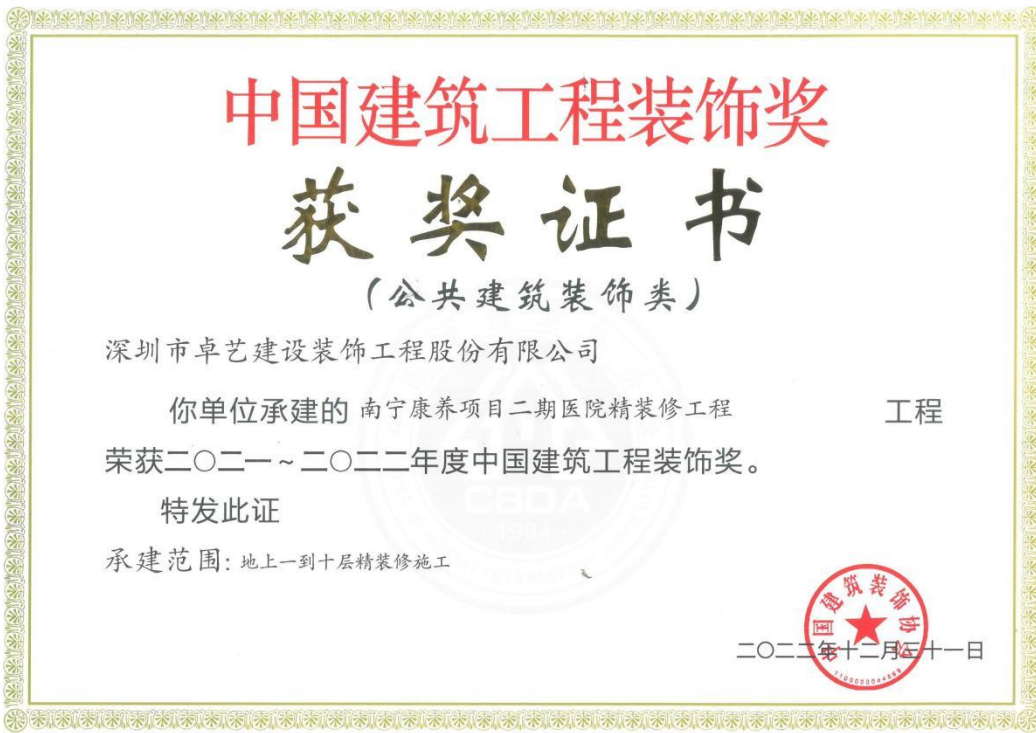 中国建筑工程装饰奖
获奖证书
(公共建筑装饰类)
深圳市卓艺建设装饰工程股份有限公司
你单位承建的 南宁康养项目二期医院精装修工程 工程
荣获二〇二一~二〇二二年度中国建筑工程装饰奖。
特发此证
承建范围: 地上一到十层精装修施工
CBDA
1984
中国建筑装饰协会
二〇二二年十二月三十一日